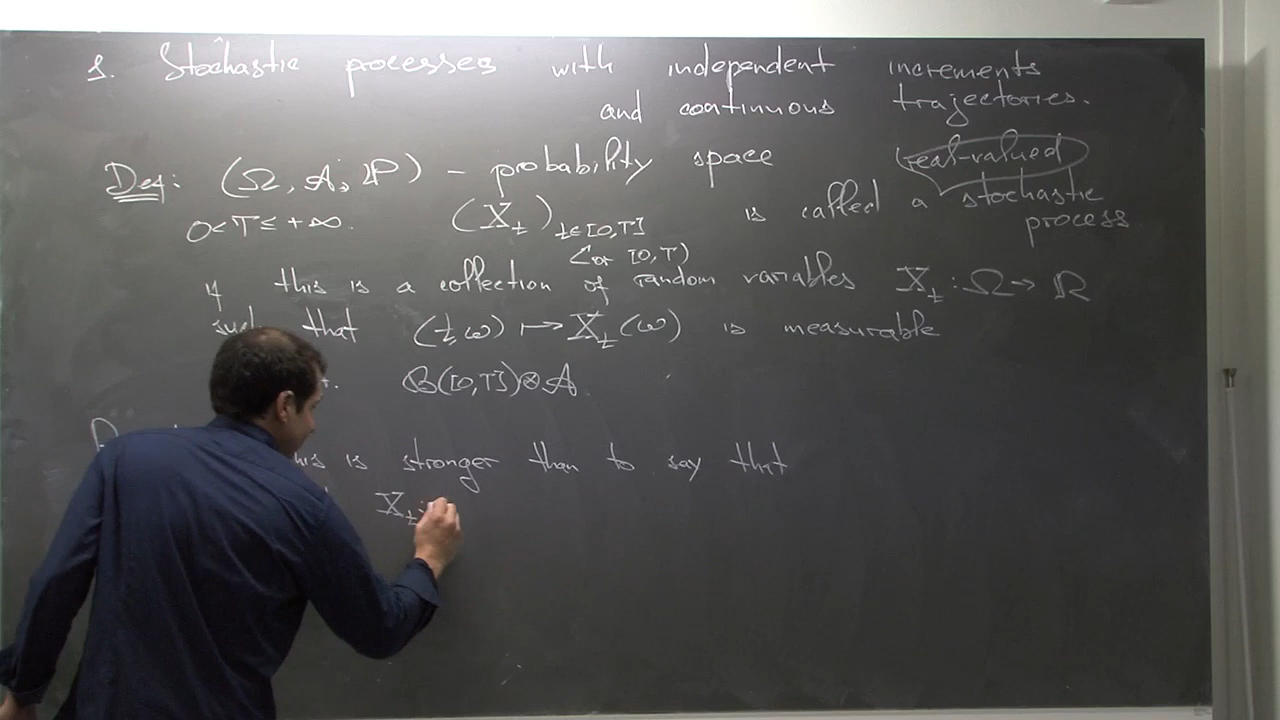 1. Stochastic processes with independent increments
and continuous trajectories.
Def: (Ω, 𝒜, ℙ) - probability space
real-valued
0<T≤+∞. (X_t)_{t∈[0,T]} is called a stochastic process
or [0,T)
if this is a collection of random variables X_t : Ω → ℝ
such that (t,ω) ↦ X_t(ω) is measurable
ℬ([0,T])⊗𝒜.
this is stronger than to say that
X_t